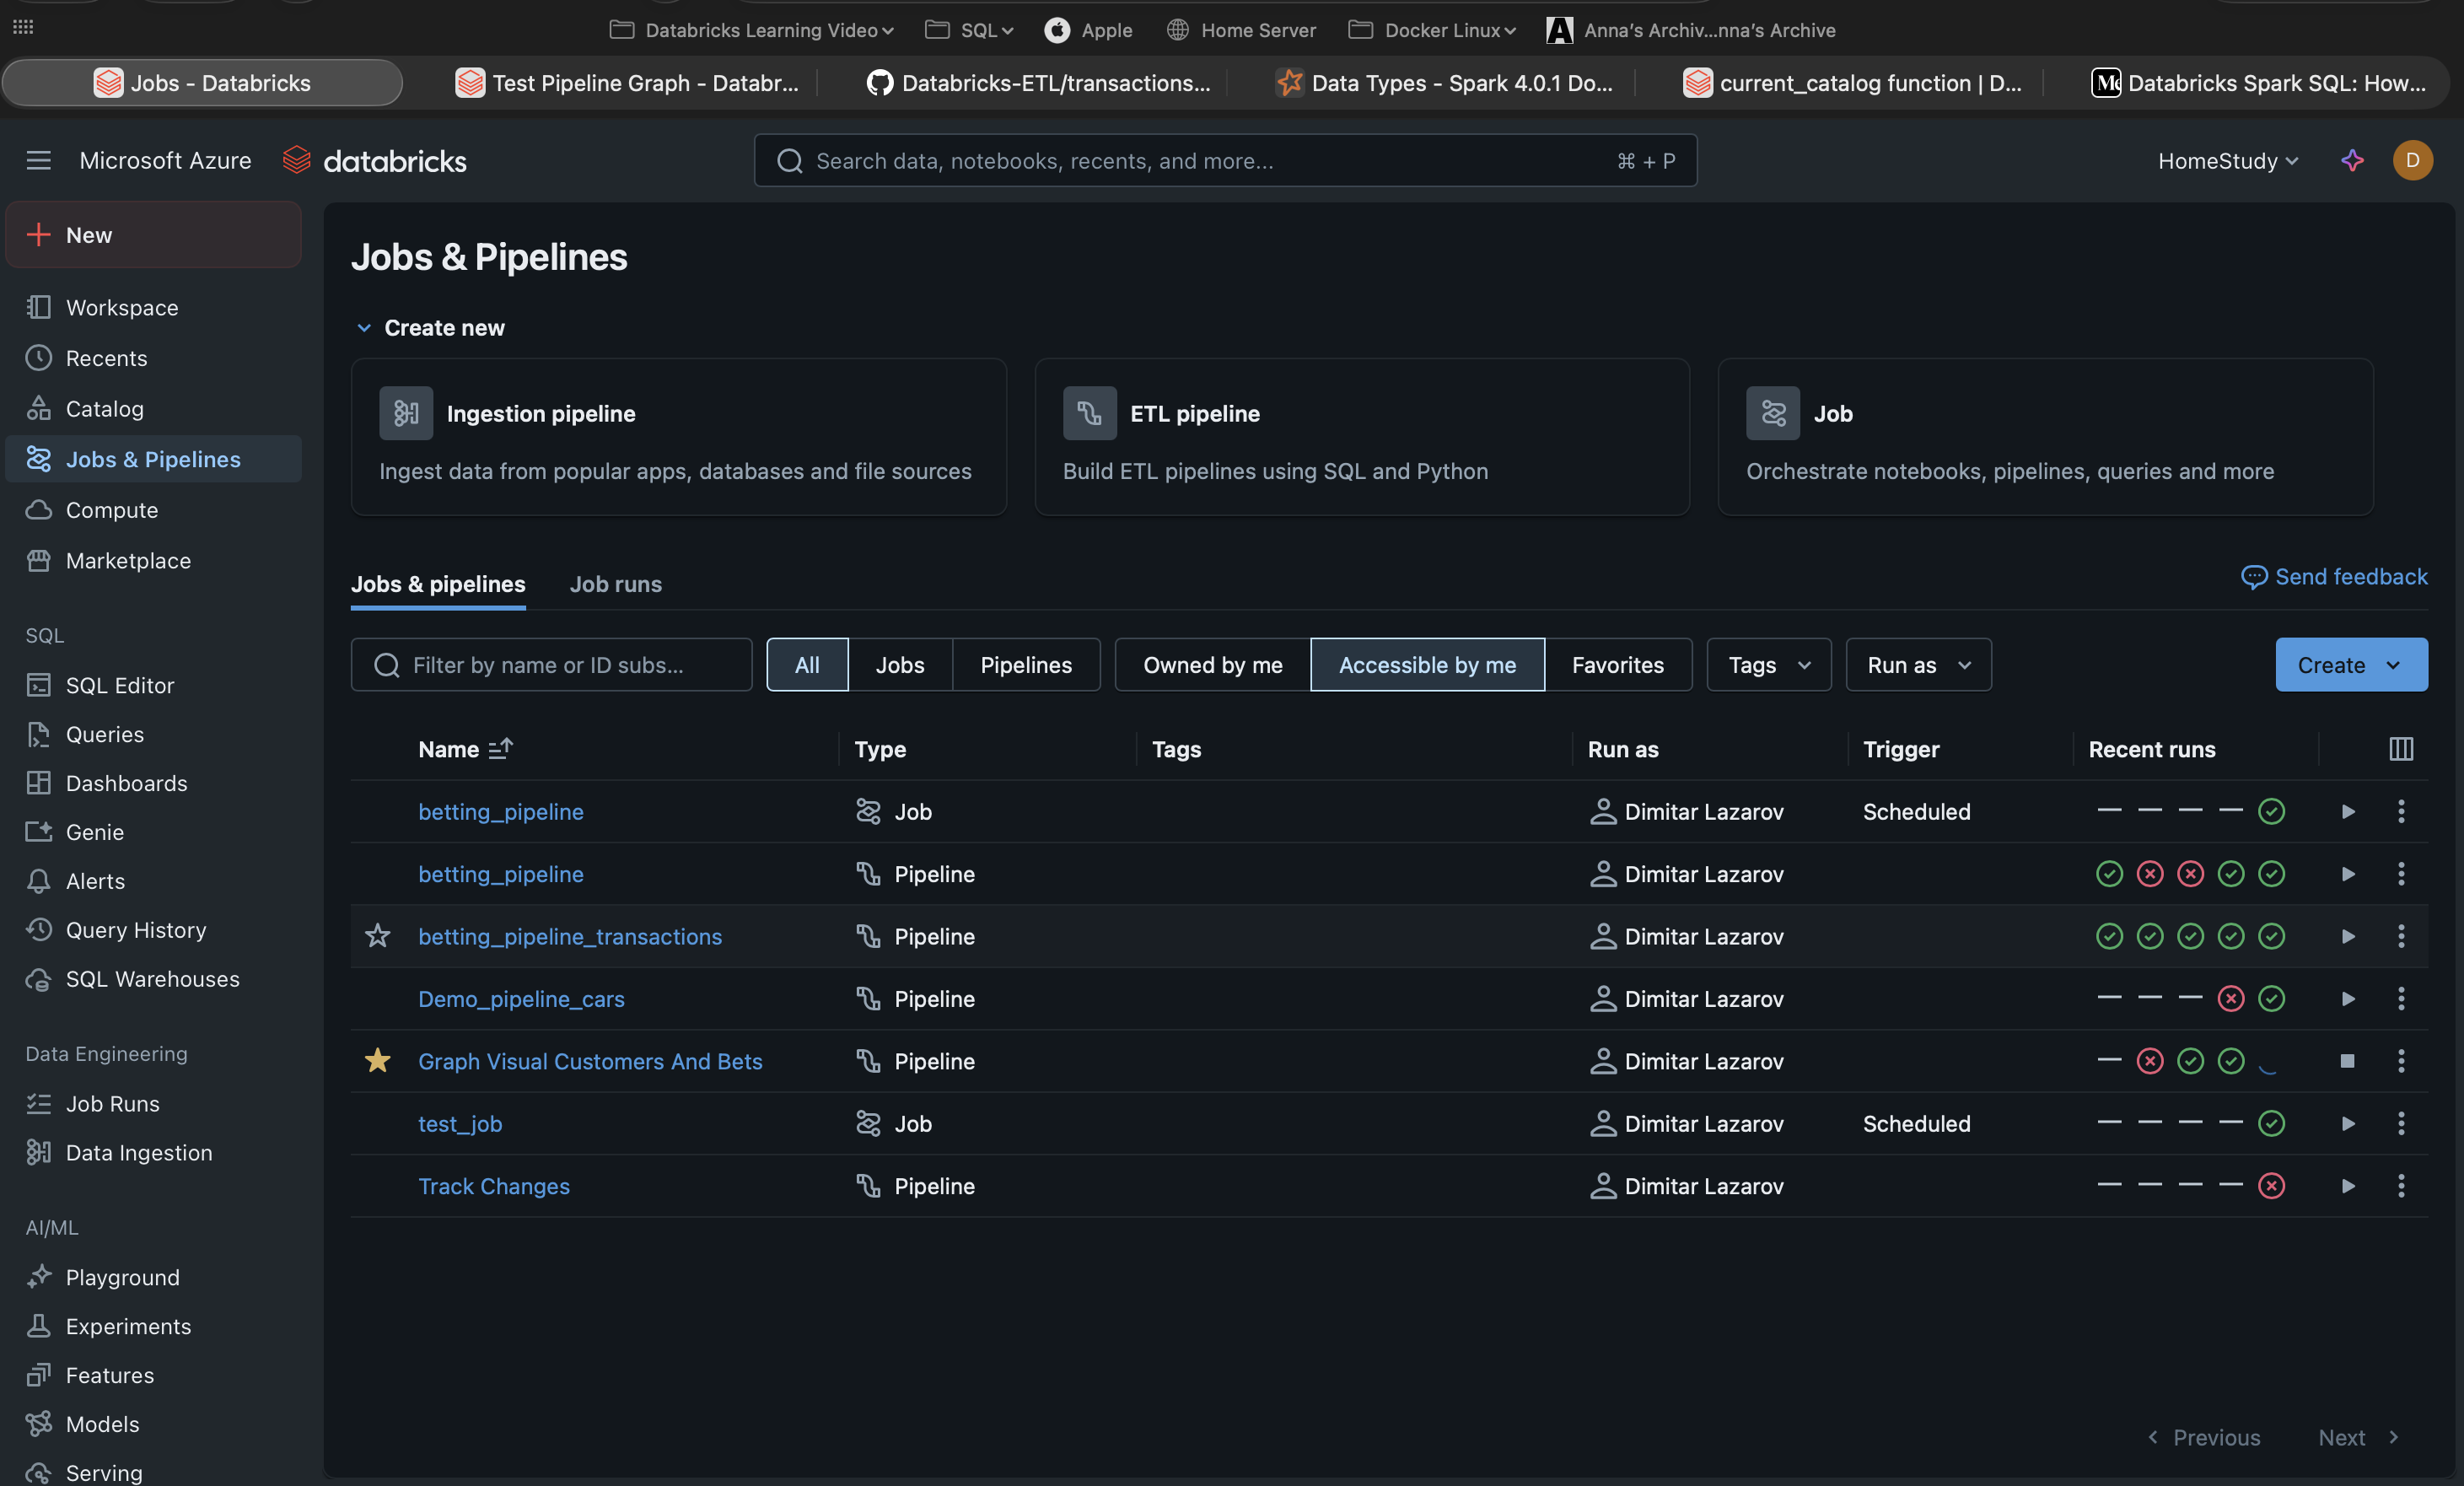 Databricks Learning Video
SQL
Apple
Home Server
Docker Linux
Anna's Archiv...nna's Archive
Jobs - Databricks
Test Pipeline Graph - Databr...
Databricks-ETL/transactions...
Data Types - Spark 4.0.1 Do...
current_catalog function | D...
Databricks Spark SQL: How...
Microsoft Azure
databricks
Search data, notebooks, recents, and more...
⌘ + P
HomeStudy
D
New
Workspace
Recents
Catalog
Jobs & Pipelines
Compute
Marketplace
SQL
SQL Editor
Queries
Dashboards
Genie
Alerts
Query History
SQL Warehouses
Data Engineering
Job Runs
Data Ingestion
AI/ML
Playground
Experiments
Features
Models
Serving
Jobs & Pipelines
Create new
Ingestion pipeline
Ingest data from popular apps, databases and file sources
ETL pipeline
Build ETL pipelines using SQL and Python
Job
Orchestrate notebooks, pipelines, queries and more
Jobs & pipelines
Job runs
Send feedback
Filter by name or ID subs...
All
Jobs
Pipelines
Owned by me
Accessible by me
Favorites
Tags
Run as
Create
Name Type Tags Run as Trigger Recent runs
betting_pipeline Job Dimitar Lazarov Scheduled
betting_pipeline Pipeline Dimitar Lazarov
betting_pipeline_transactions Pipeline Dimitar Lazarov
Demo_pipeline_cars Pipeline Dimitar Lazarov
Graph Visual Customers And Bets Pipeline Dimitar Lazarov
test_job Job Dimitar Lazarov Scheduled
Track Changes Pipeline Dimitar Lazarov
Previous
Next